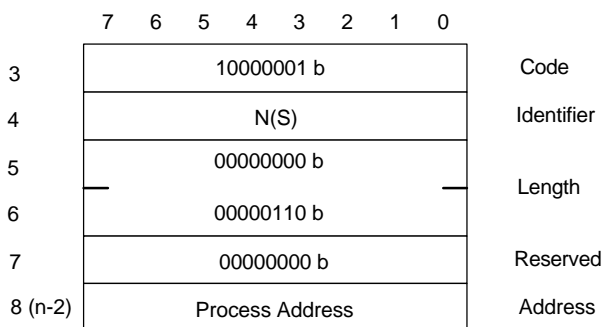 7 6 5 4 3 2 1 0
3 10000001 b Code
4 N(S) Identifier
5 00000000 b
Length
6 00000110 b
7 00000000 b Reserved
8 (n-2) Process Address Address